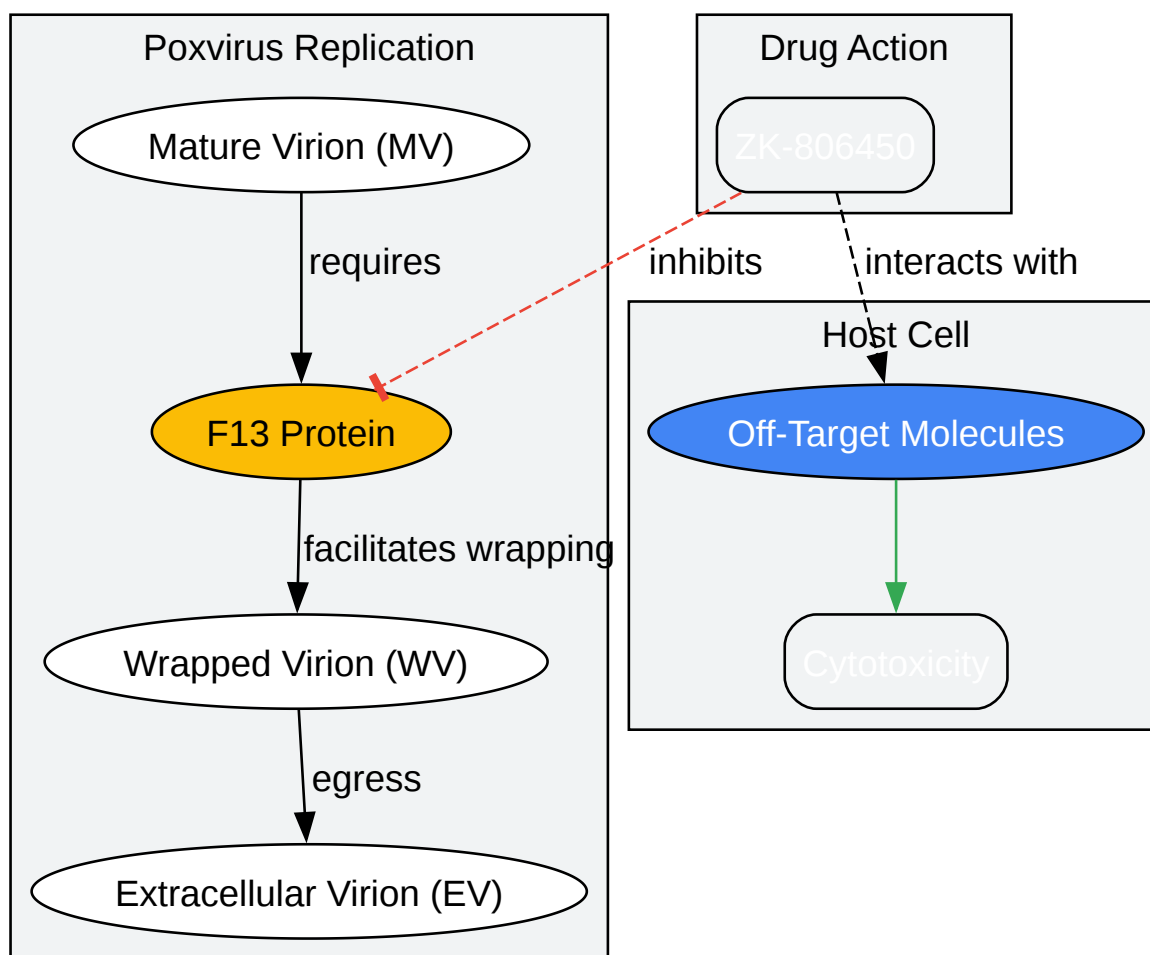 Poxvirus Replication
Mature Virion (MV)
requires
F13 Protein
facilitates wrapping
Wrapped Virion (WV)
egress
Extracellular Virion (EV)
Drug Action
ZK-806450
inhibits
interacts with
Host Cell
Off-Target Molecules
Cytotoxicity